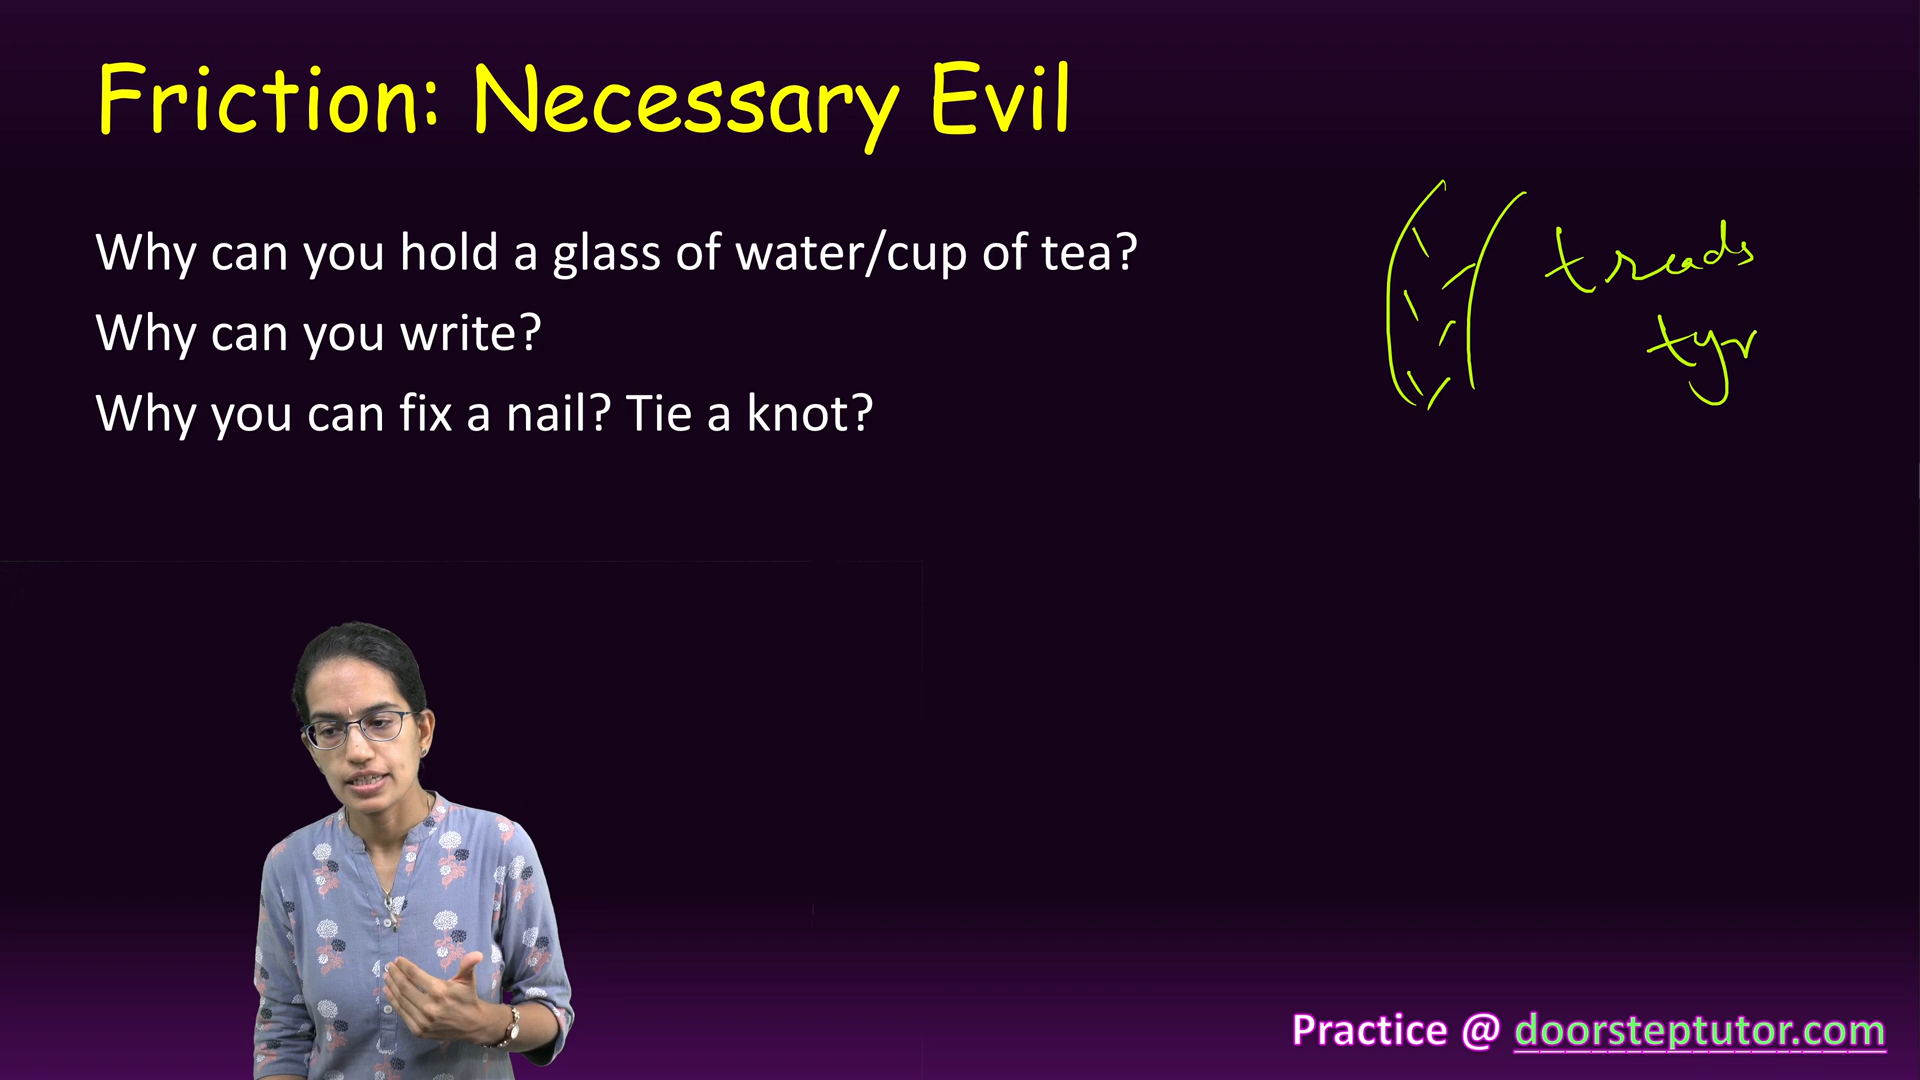 Friction: Necessary Evil
Why can you hold a glass of water/cup of tea?
Why can you write?
Why you can fix a nail? Tie a knot?
treads
tyr
Practice @ doorsteptutor.com